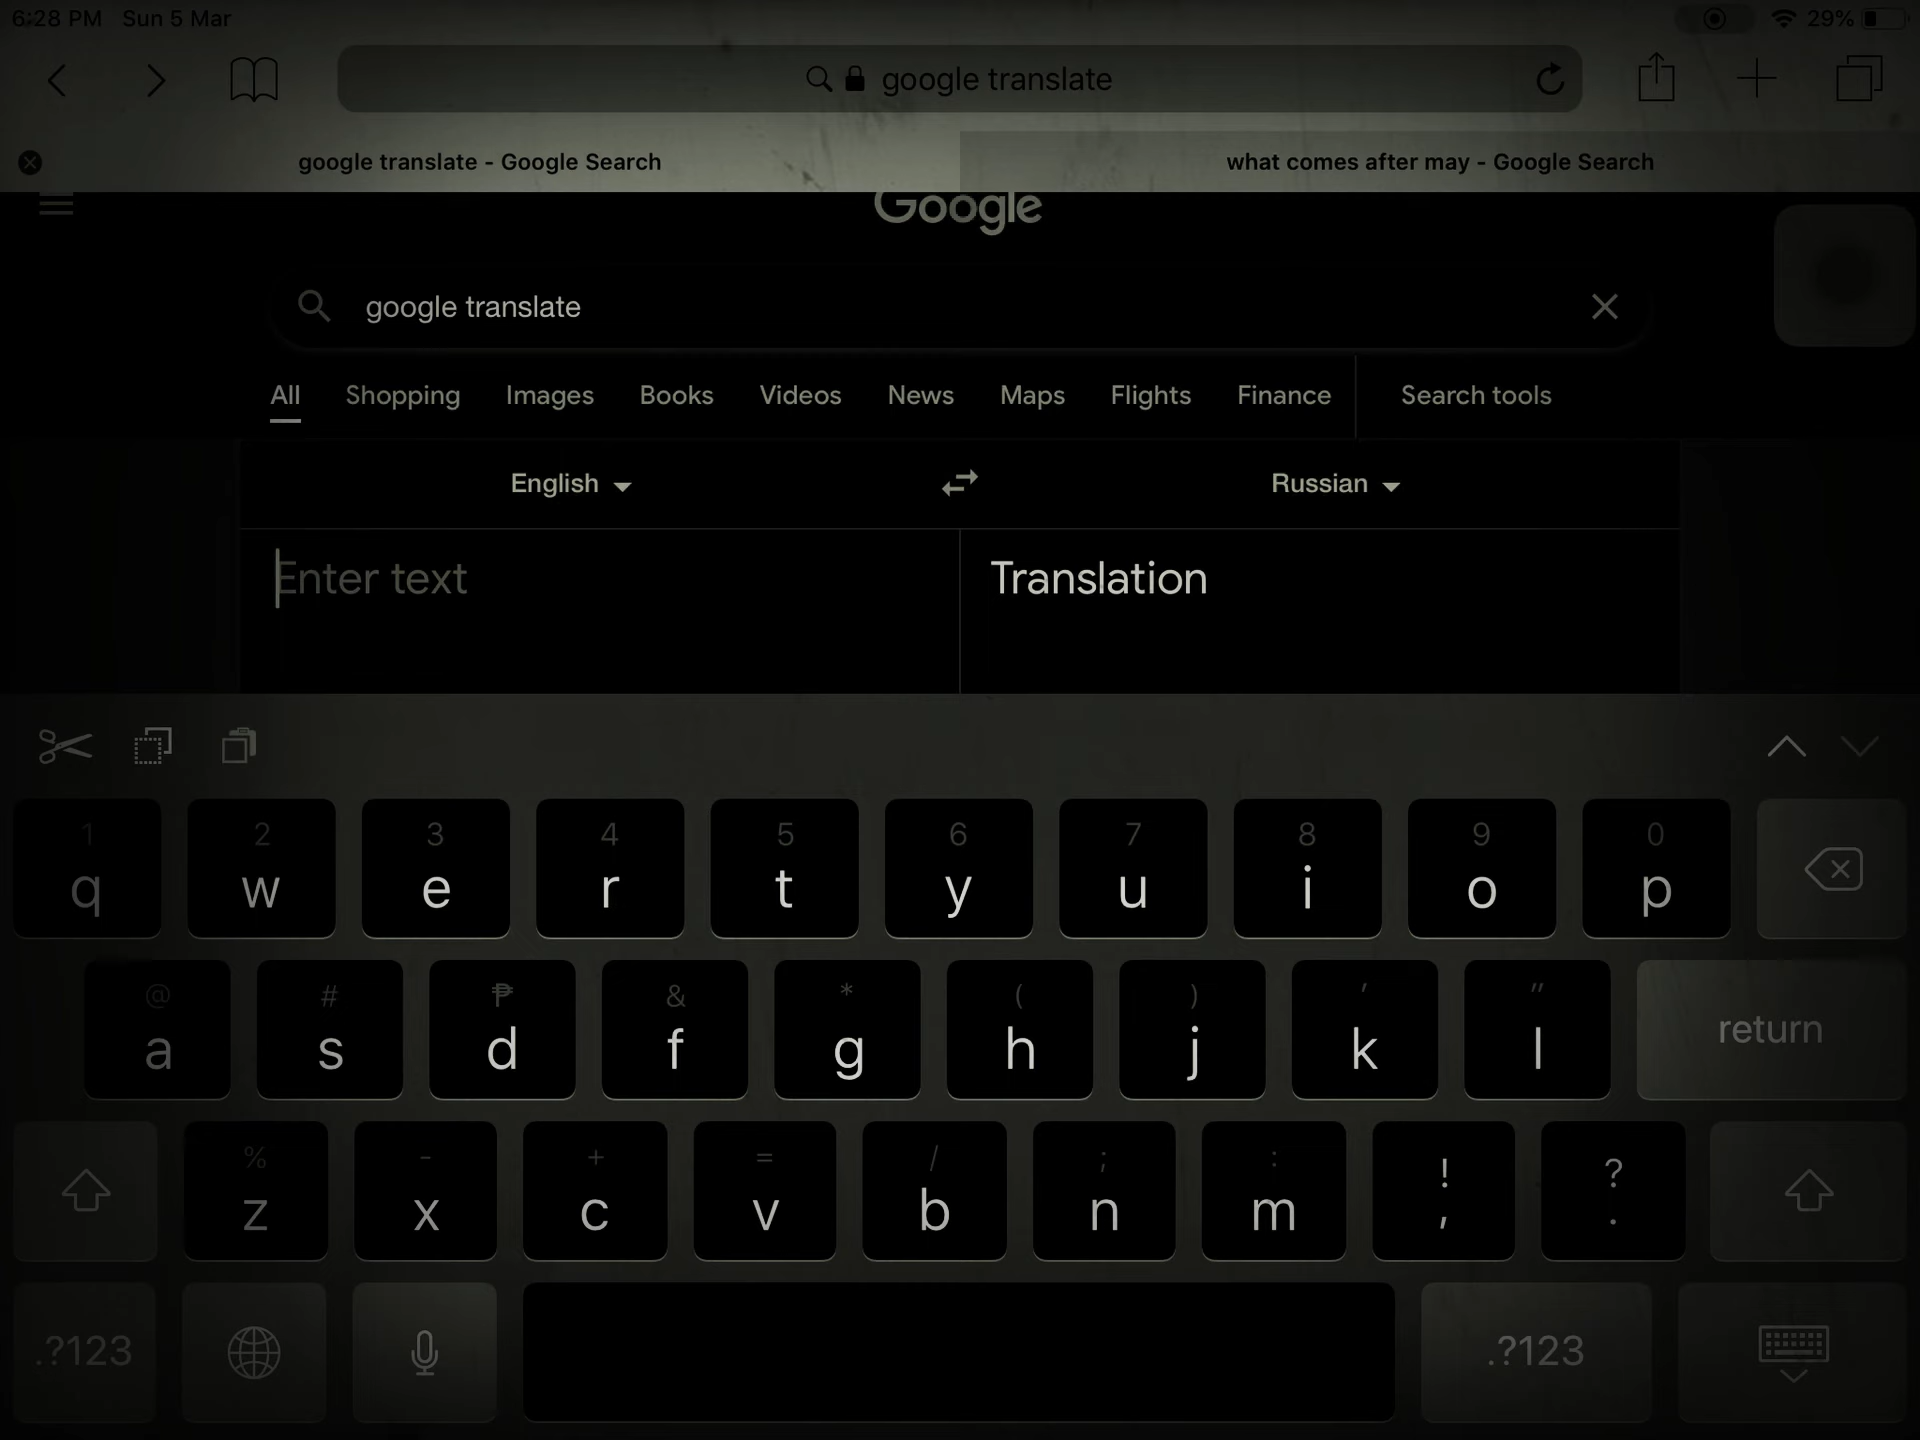 6:28 PM Sun 5 Mar 29%
google translate
google translate - Google Search
what comes after may - Google Search
Google
google translate
All Shopping Images Books Videos News Maps Flights Finance Search tools
English Russian
Enter text Translation
1 2 3 4 5 6 7 8 9 0
q w e r t y u i o p
@ # ₱ & * ( ) ' "
a s d f g h j k l return
% - + = / ; : ! ?
z x c v b n m , .
.?123 .?123